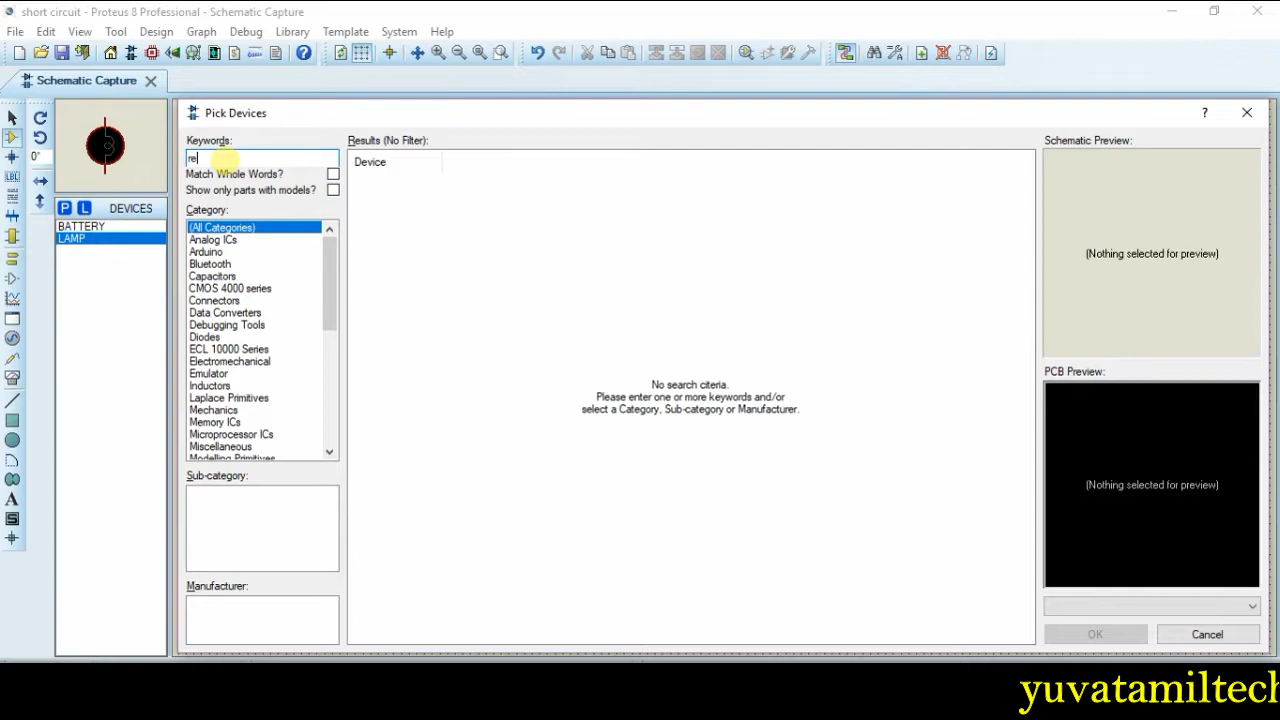 short circuit - Proteus 8 Professional - Schematic Capture
File Edit View Tool Design Graph Debug Library Template System Help
Schematic Capture
Pick Devices
?
Keywords:
rel
Match Whole Words?
Show only parts with models?
Category:
(All Categories)
Analog ICs
Arduino
Bluetooth
Capacitors
CMOS 4000 series
Connectors
Data Converters
Debugging Tools
Diodes
ECL 10000 Series
Electromechanical
Emulator
Inductors
Laplace Primitives
Mechanics
Memory ICs
Microprocessor ICs
Miscellaneous
Modelling Primitives
Sub-category:
Manufacturer:
Results (No Filter):
Device
No search citeria.
Please enter one or more keywords and/or
select a Category, Sub-category or Manufacturer.
Schematic Preview:
(Nothing selected for preview)
PCB Preview:
(Nothing selected for preview)
OK Cancel
0°
LBL
A
P L DEVICES
BATTERY
LAMP
yuvatamiltech